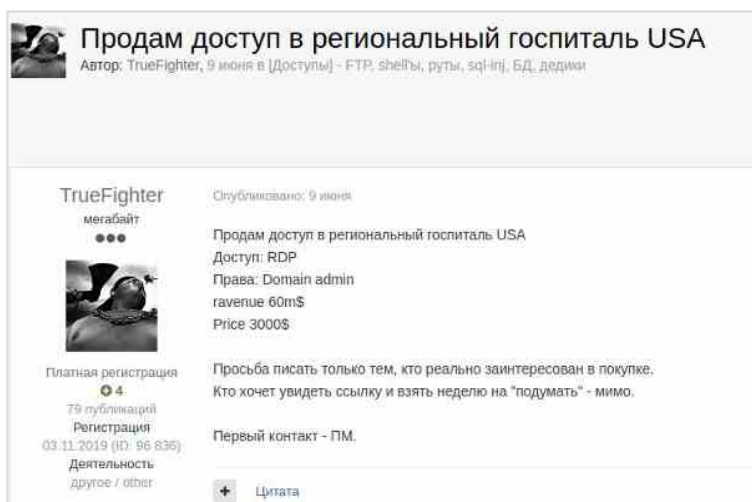 Продам доступ в региональный госпиталь USA
Автор: TrueFighter, 9 июня в [Доступы] - FTP, shell'ы, руты, sql-inj, БД, дедики
TrueFighter
мегабайт
Платная регистрация
4
79 публикаций
Регистрация
03.11.2019 (ID: 96 836)
Деятельность
другое / other
Опубликовано: 9 июня
Продам доступ в региональный госпиталь USA
Доступ: RDP
Права: Domain admin
ravenue 60m$
Price 3000$
Просьба писать только тем, кто реально заинтересован в покупке.
Кто хочет увидеть ссылку и взять неделю на "подумать" - мимо.
Первый контакт - ПМ.
+ Цитата